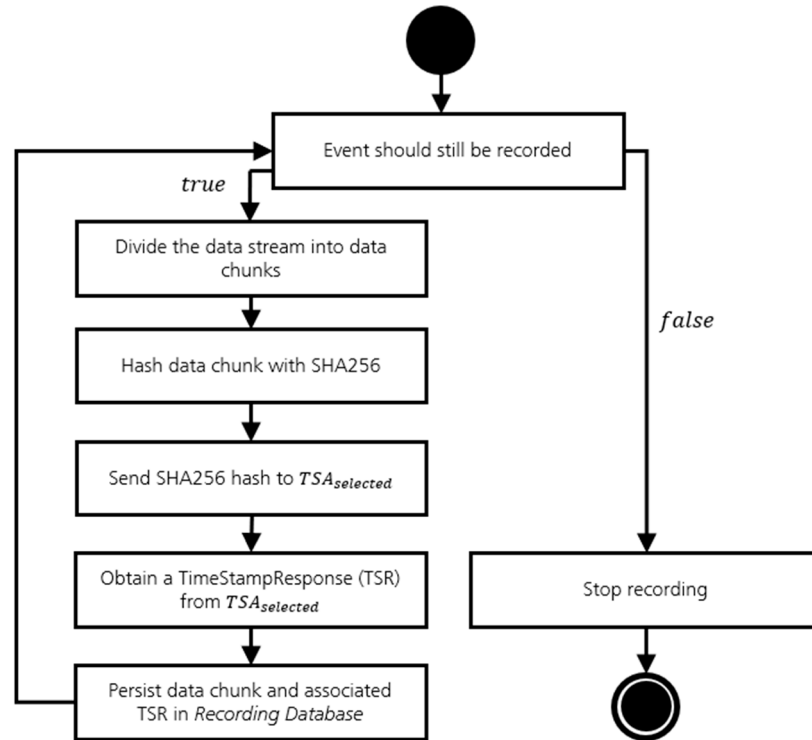 Event should still be recorded
true
Divide the data stream into data
chunks
false
Hash data chunk with SHA256
Send SHA256 hash to TSA_selected
Obtain a TimeStampResponse (TSR)
from TSA_selected
Stop recording
Persist data chunk and associated
TSR in Recording Database